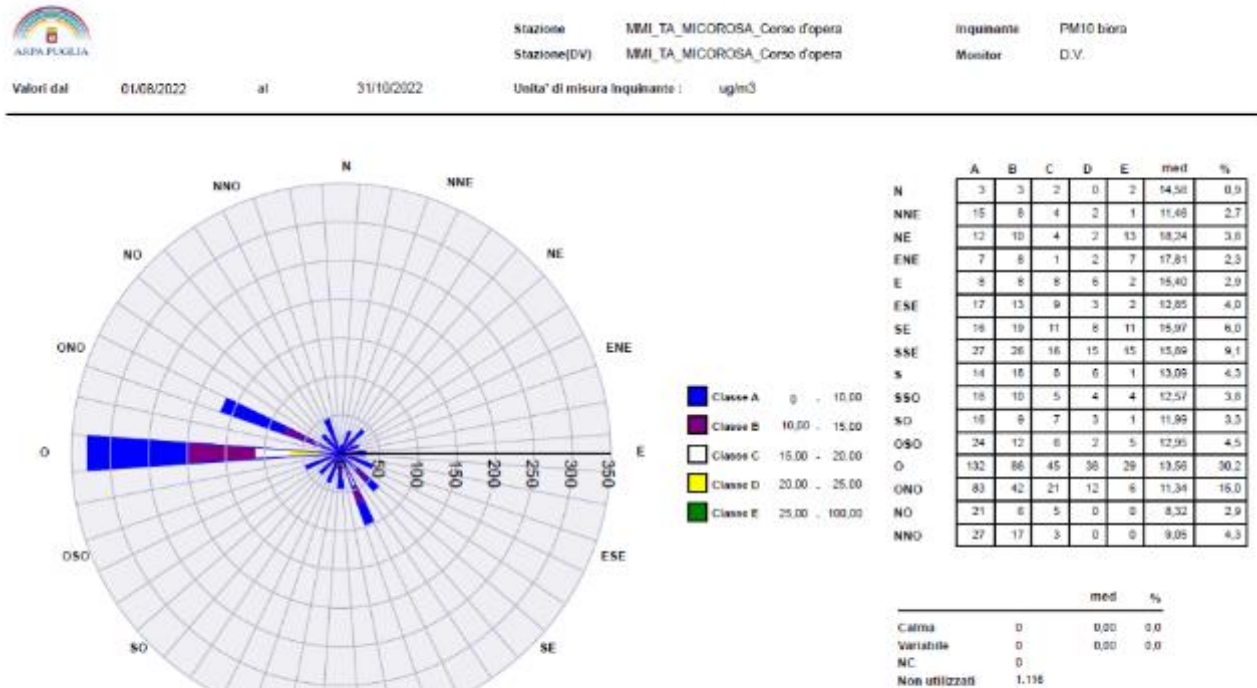 ARPA PUGLIA
Stazione MMI_TA_MICOROSA_Corso d'opera Inquinante PM10 biora
Stazione(DV) MMI_TA_MICOROSA_Corso d'opera Monitor D.V.
Valori dal 01/08/2022 al 31/10/2022 Unita' di misura Inquinante : ug/m3
N
NNO NNE
NO NE
ONO ENE
O E
50 100 150 200 250 300 350
OSO ESE
SO SE
Classe A 0 - 10,00
Classe B 10,00 - 15,00
Classe C 15,00 - 20,00
Classe D 20,00 - 25,00
Classe E 25,00 - 100,00
A B C D E med %
N 3 3 2 0 2 14,58 0,9
NNE 15 8 4 2 1 11,46 2,7
NE 12 10 4 2 13 18,24 3,8
ENE 7 8 1 2 7 17,81 2,3
E 8 8 8 6 2 15,40 2,9
ESE 17 13 9 3 2 12,85 4,0
SE 16 19 11 8 11 15,97 6,0
SSE 27 26 16 15 15 15,89 9,1
S 14 18 8 6 1 13,09 4,3
SSO 18 10 5 4 4 12,57 3,8
SO 16 9 7 3 1 11,99 3,3
OSO 24 12 6 2 5 12,95 4,5
O 132 86 45 36 29 13,56 30,2
ONO 83 42 21 12 6 11,34 15,0
NO 21 6 5 0 0 8,32 2,9
NNO 27 17 3 0 0 9,05 4,3
med %
Calma 0 0,00 0,0
Variabile 0 0,00 0,0
NC 0
Non utilizzati 1.116